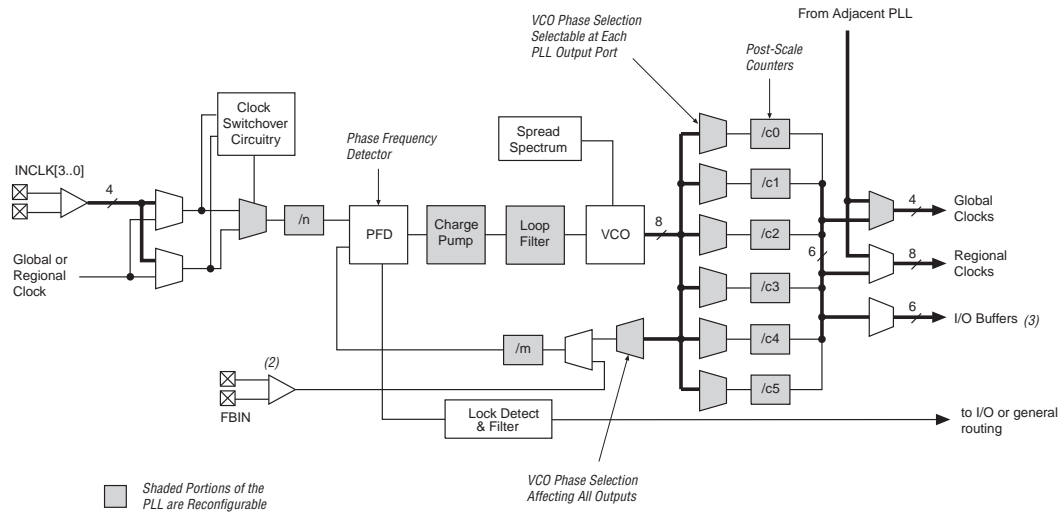 From Adjacent PLL
VCO Phase Selection
Selectable at Each
PLL Output Port
Post-Scale
Counters
Clock
Switchover
Circuitry
Phase Frequency
Detector
Spread
Spectrum
INCLK[3..0]
4
/n
PFD
Charge
Pump
Loop
Filter
VCO
8
/c0
/c1
/c2
6
/c3
/c4
/c5
4
Global
Clocks
8
Regional
Clocks
6
I/O Buffers (3)
Global or
Regional
Clock
/m
(2)
FBIN
Lock Detect
& Filter
to I/O or general
routing
VCO Phase Selection
Affecting All Outputs
Shaded Portions of the
PLL are Reconfigurable